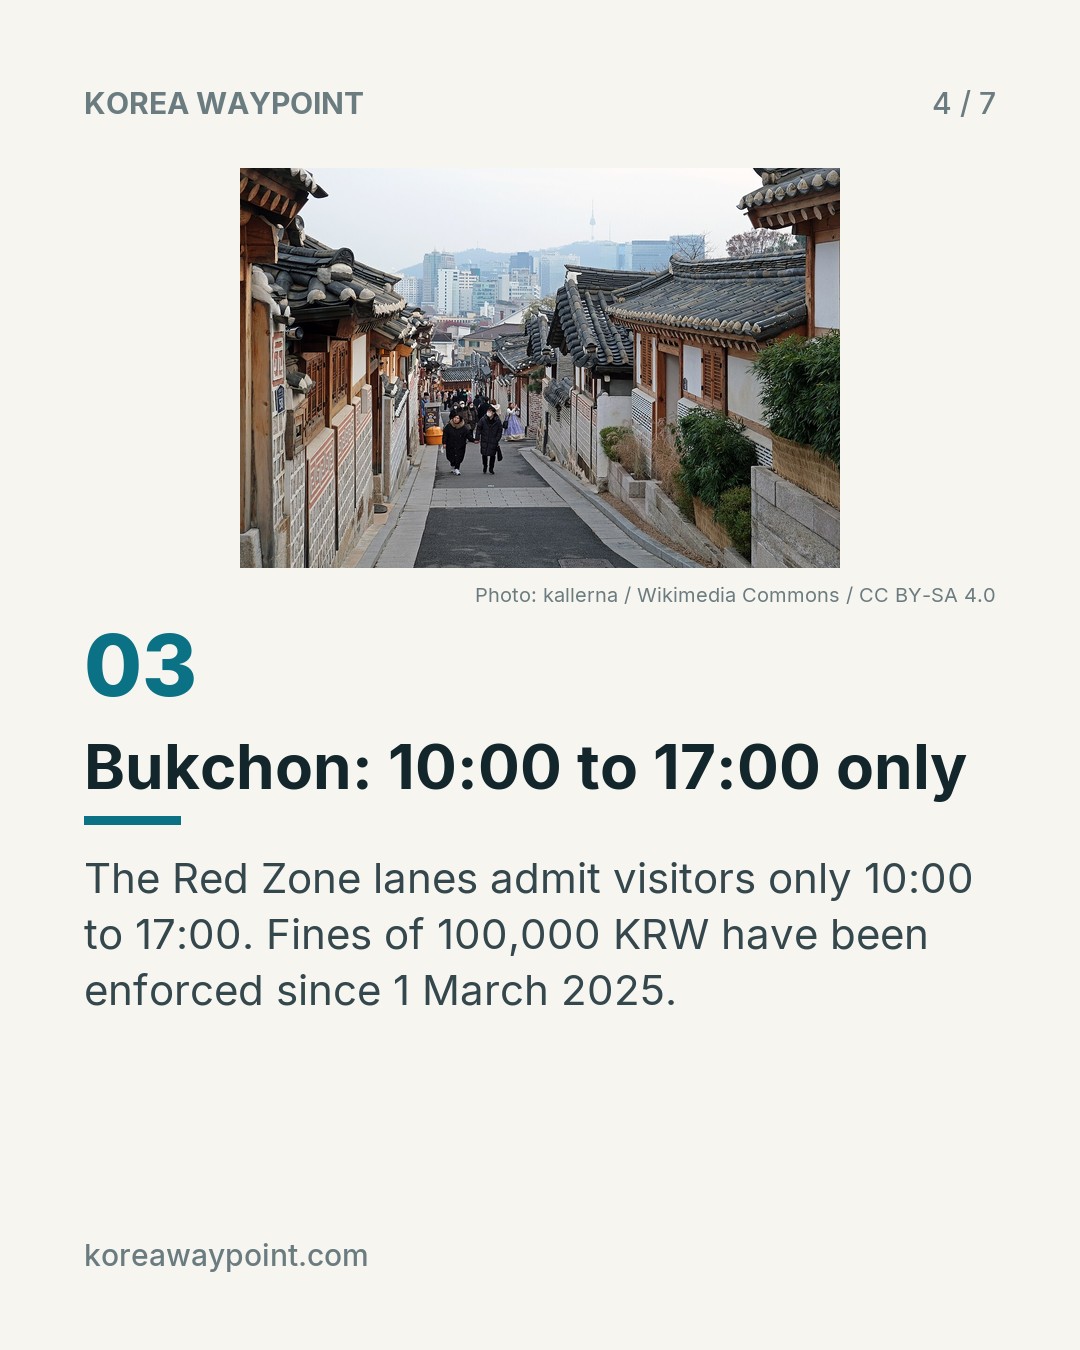 KOREA WAYPOINT
4 / 7
Photo: kallerna / Wikimedia Commons / CC BY-SA 4.0
03
Bukchon: 10:00 to 17:00 only
The Red Zone lanes admit visitors only 10:00
to 17:00. Fines of 100,000 KRW have been
enforced since 1 March 2025.
koreawaypoint.com